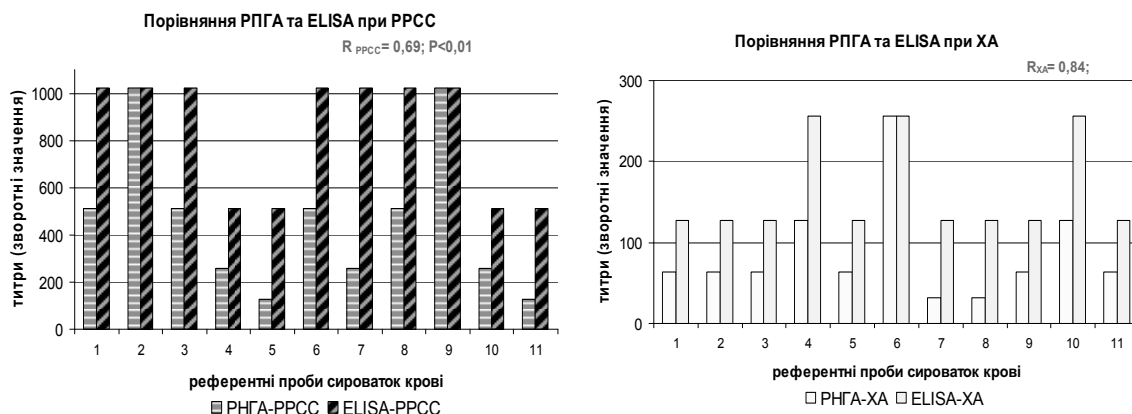 Порівняння РПГА та ELISA при РРСС
R РРСС= 0,69; P<0,01
титри (зворотні значення)
1000
800
600
400
200
0
1 2 3 4 5 6 7 8 9 10 11
референтні проби сироваток крові
РНГА-РРСС ELISA-РРСС
Порівняння РПГА та ELISA при ХА
RХА= 0,84;
титри (зворотні значення)
300
200
100
0
1 2 3 4 5 6 7 8 9 10 11
референтні проби сироваток крові
РНГА-ХА ELISA-ХА